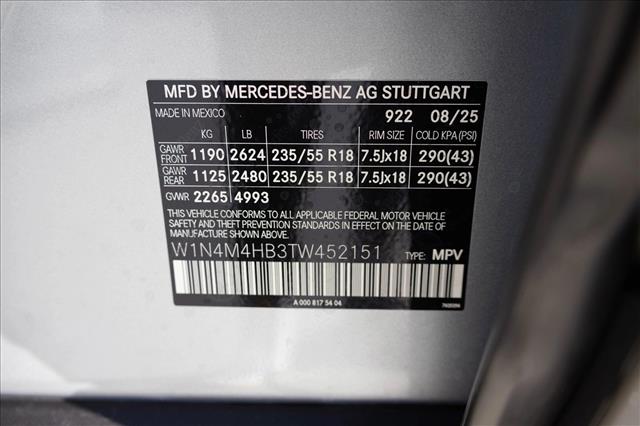 MFD BY MERCEDES-BENZ AG STUTTGART
MADE IN MEXICO 922 08/25
KG LB TIRES RIM SIZE COLD KPA (PSI)
GAWR FRONT 1190 2624 235/55 R18 7.5Jx18 290(43)
GAWR REAR 1125 2480 235/55 R18 7.5Jx18 290(43)
GVWR 2265 4993
THIS VEHICLE CONFORMS TO ALL APPLICABLE FEDERAL MOTOR VEHICLE
SAFETY AND THEFT PREVENTION STANDARDS IN EFFECT ON THE DATE
OF MANUFACTURE SHOWN ABOVE.
W1N4M4HB3TW452151 TYPE: MPV
A 000 817 54 04